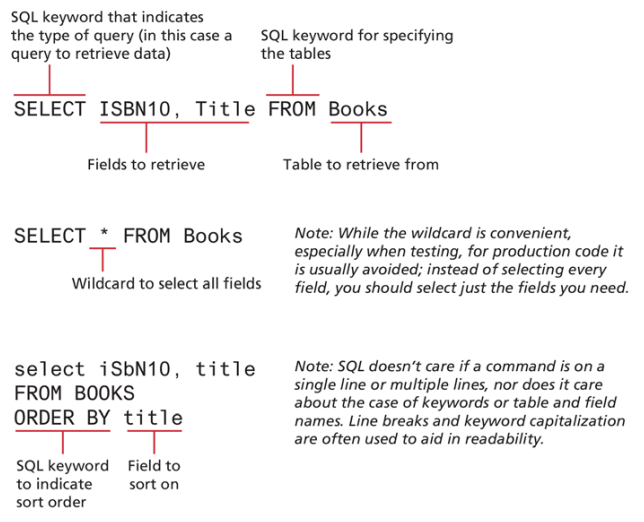 SQL keyword that indicates
the type of query (in this case a
query to retrieve data)
SQL keyword for specifying
the tables
SELECT ISBN10, Title FROM Books
Fields to retrieve
Table to retrieve from
SELECT * FROM Books
Wildcard to select all fields
Note: While the wildcard is convenient,
especially when testing, for production code it
is usually avoided; instead of selecting every
field, you should select just the fields you need.
select iSbN10, title
FROM BOOKS
ORDER BY title
SQL keyword
to indicate
sort order
Field to
sort on
Note: SQL doesn’t care if a command is on a
single line or multiple lines, nor does it care
about the case of keywords or table and field
names. Line breaks and keyword capitalization
are often used to aid in readability.